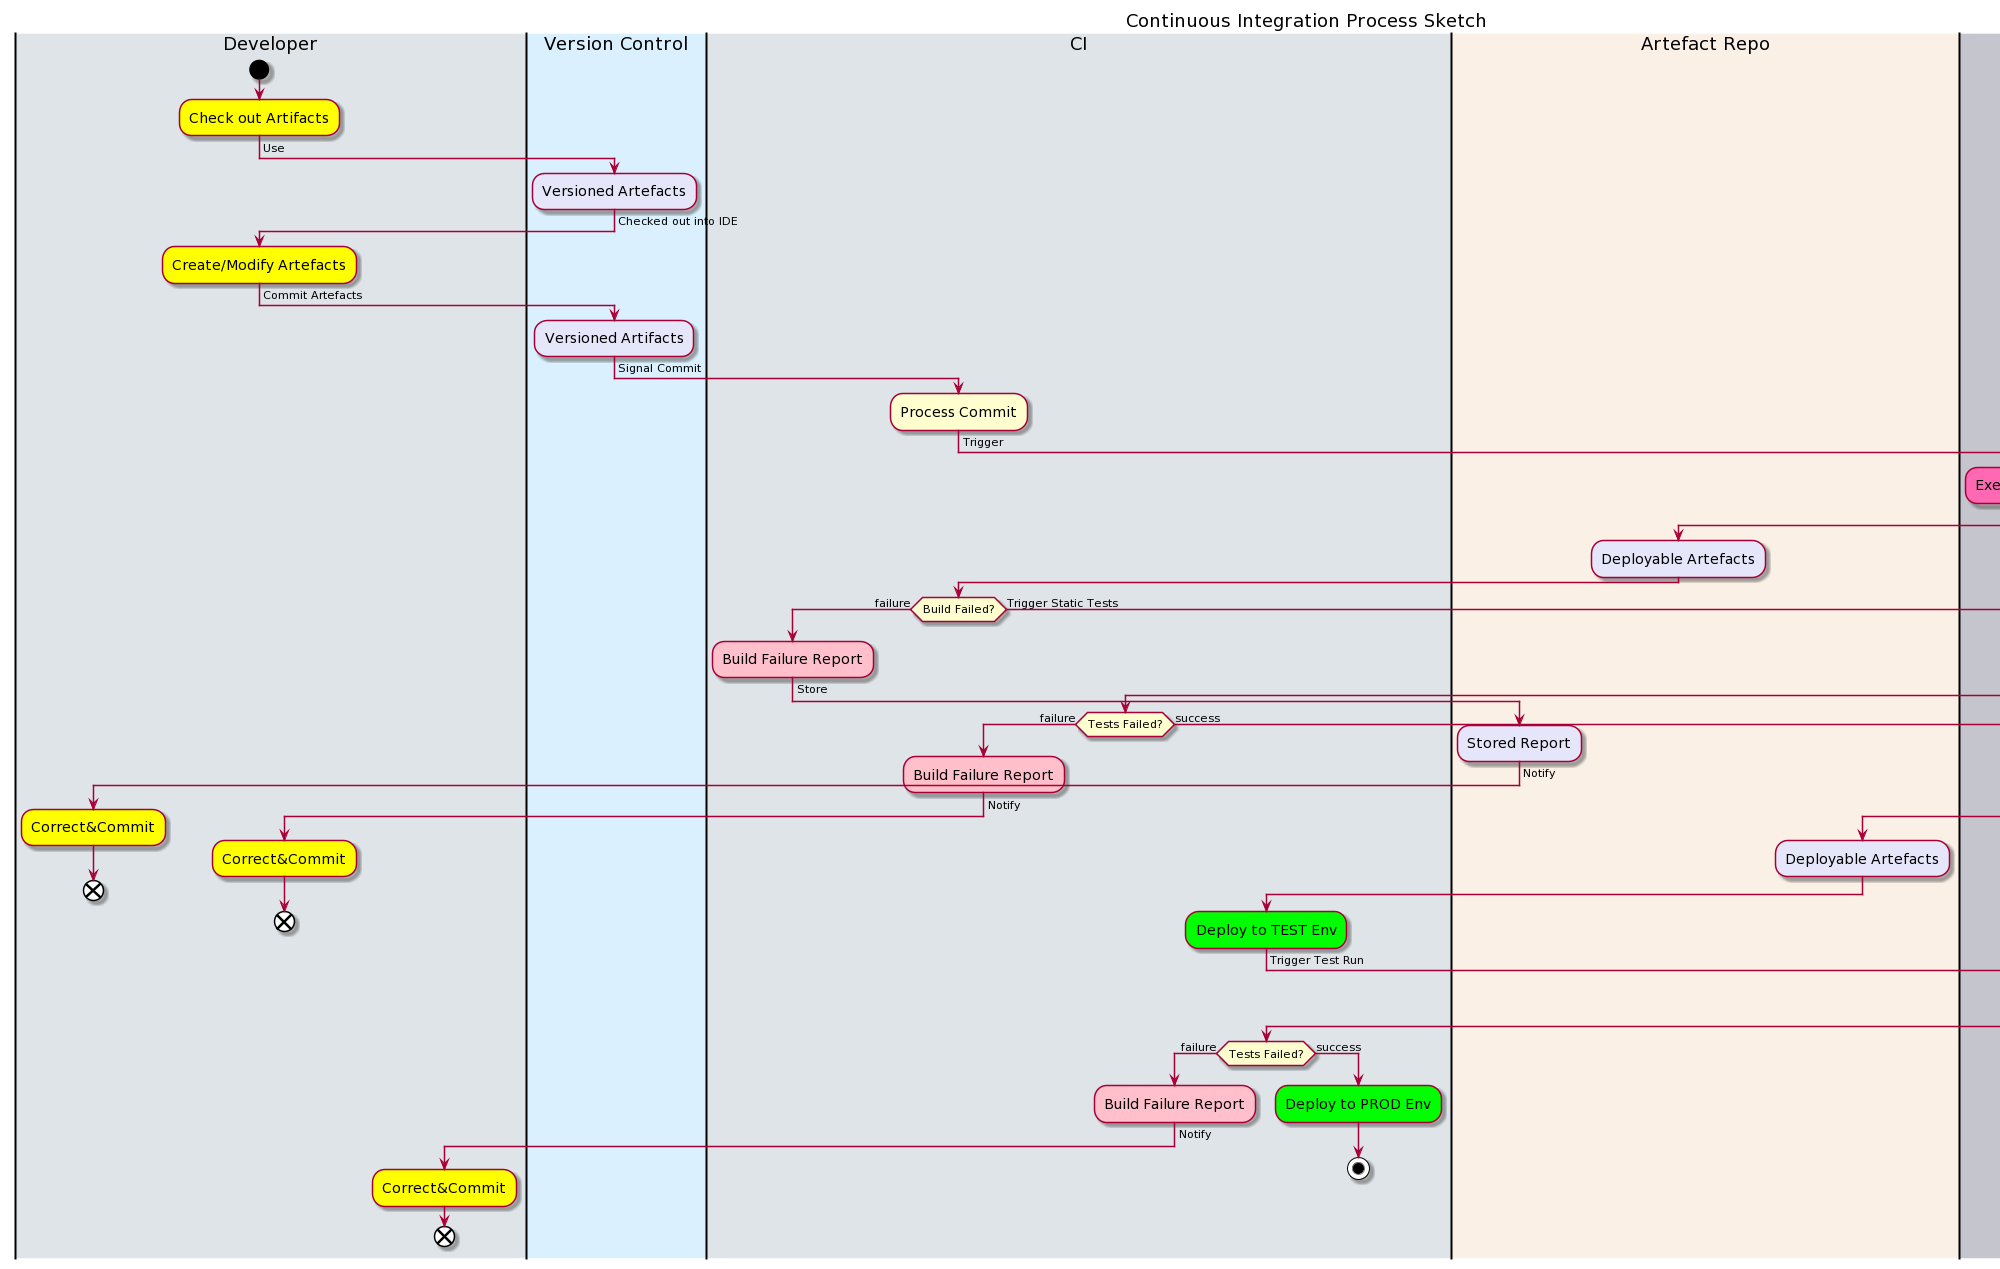 Continuous Integration Process Sketch
Developer
Version Control
CI
Artefact Repo
Check out Artifacts
Use
Versioned Artefacts
Checked out into IDE
Create/Modify Artefacts
Commit Artefacts
Versioned Artifacts
Signal Commit
Process Commit
Trigger
Exe
Deployable Artefacts
failure
Build Failed?
Trigger Static Tests
Build Failure Report
Store
failure
Tests Failed?
success
Stored Report
Notify
Build Failure Report
Notify
Correct&Commit
Correct&Commit
Deployable Artefacts
Deploy to TEST Env
Trigger Test Run
failure
Tests Failed?
success
Build Failure Report
Deploy to PROD Env
Notify
Correct&Commit